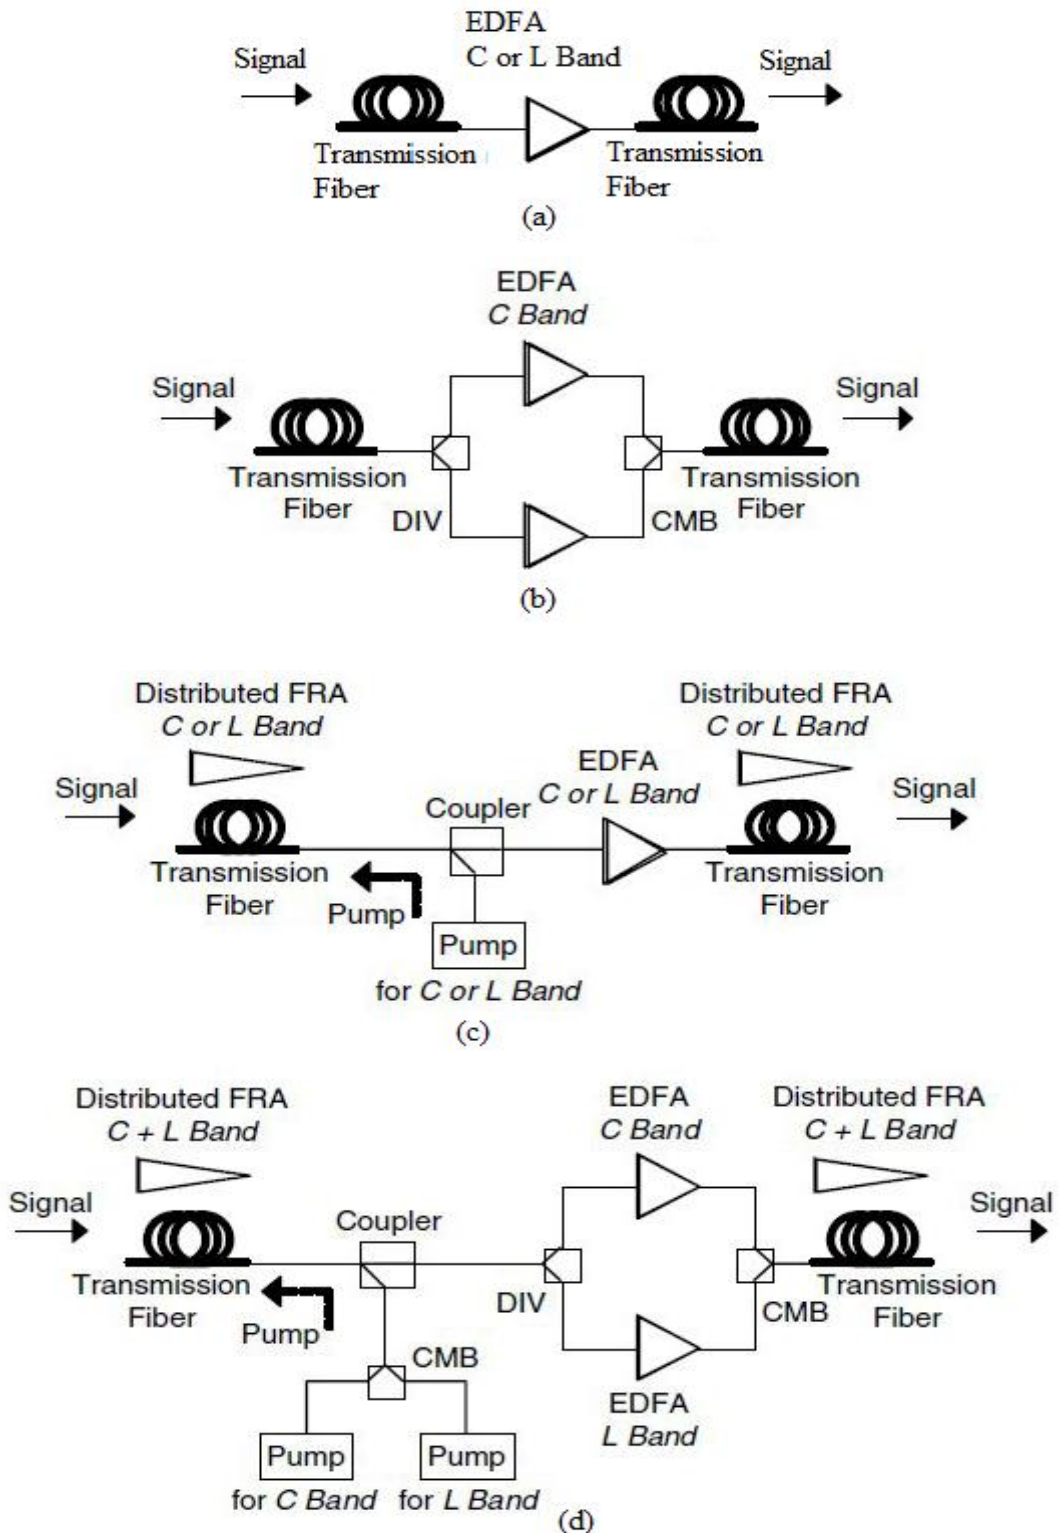 EDFA
C or L Band
Signal
Signal
Transmission
Fiber
Transmission
Fiber
(a)
EDFA
C Band
Signal
Signal
Transmission
Fiber
Transmission
Fiber
DIV
CMB
(b)
Distributed FRA
C or L Band
Distributed FRA
C or L Band
EDFA
C or L Band
Signal
Signal
Coupler
Transmission
Fiber
Transmission
Fiber
Pump
Pump
for C or L Band
(c)
Distributed FRA
C + L Band
EDFA
C Band
Distributed FRA
C + L Band
Signal
Signal
Coupler
Transmission
Fiber
DIV
CMB
Transmission
Fiber
Pump
CMB
EDFA
L Band
Pump
for C Band
Pump
for L Band
(d)